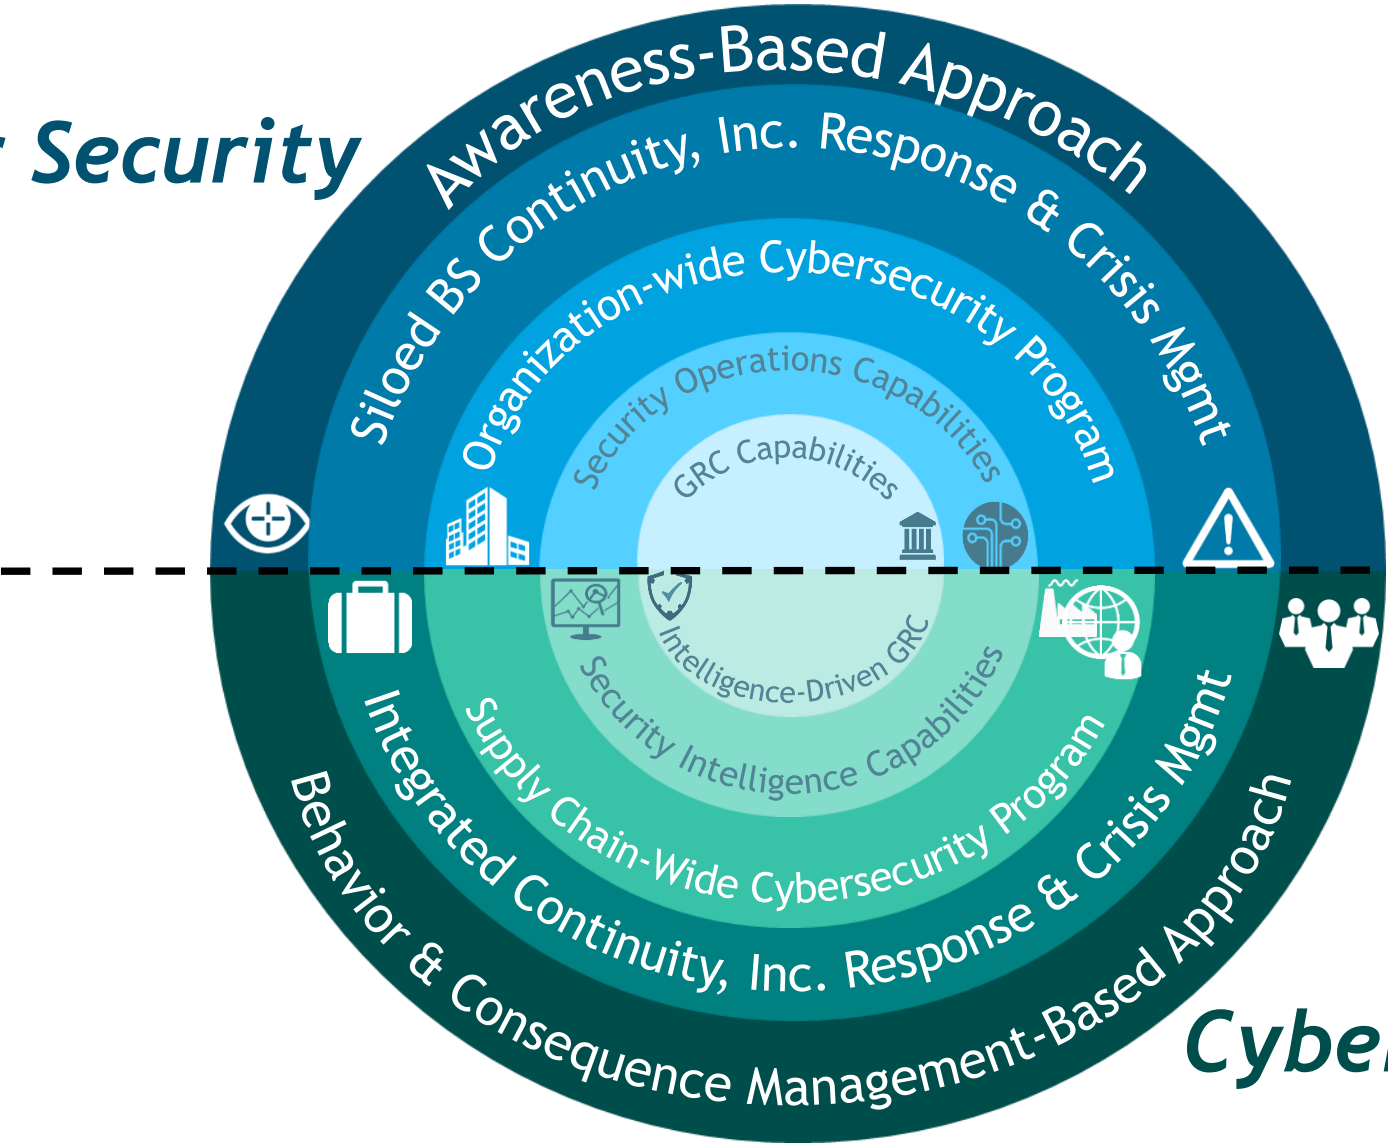 Security
Awareness-Based Approach
Siloed BS Continuity, Inc. Response & Crisis Mgmt
Organization-wide Cybersecurity Program
Security Operations Capabilities
GRC Capabilities
Intelligence-Driven GRC
Security Intelligence Capabilities
Supply Chain-Wide Cybersecurity Program
Integrated Continuity, Inc. Response & Crisis Mgmt
Behavior & Consequence Management-Based Approach